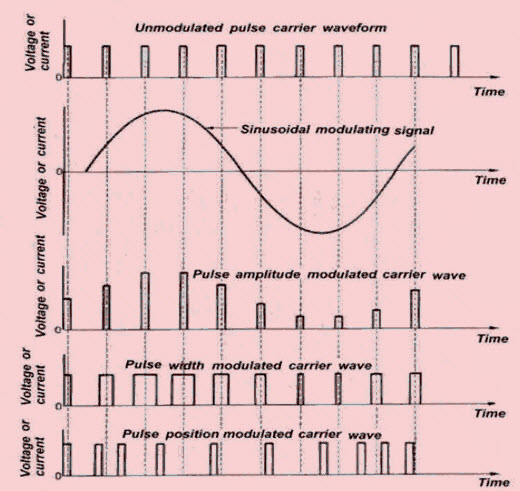 Unmodulated pulse carrier waveform
Voltage or
current
0
Time
Sinusoidal modulating signal
Voltage or current
0
Time
Pulse amplitude modulated carrier wave
Voltage or current
0
Time
Pulse width modulated carrier wave
Voltage or
current
0
Time
Pulse position modulated carrier wave
Voltage or
current
0
Time